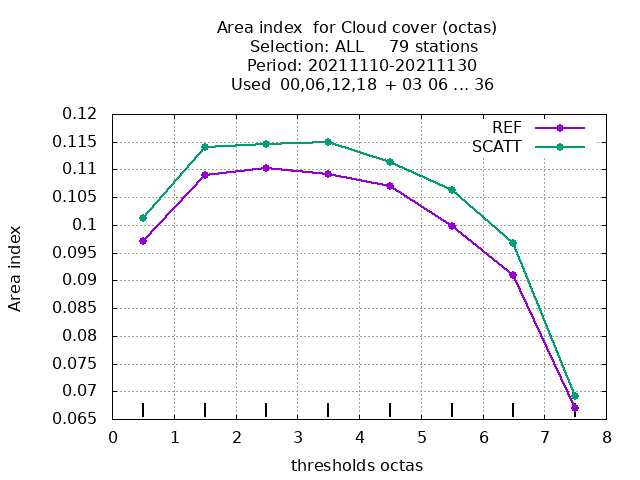 Area index  for Cloud cover (octas)
Selection: ALL     79 stations
Period: 20211110-20211130
Used  00,06,12,18  + 03 06 ... 36
REF
SCATT
0.12
0.115
0.11
0.105
0.1
0.095
0.09
0.085
0.08
0.075
0.07
0.065
Area index
0 1 2 3 4 5 6 7 8
thresholds octas